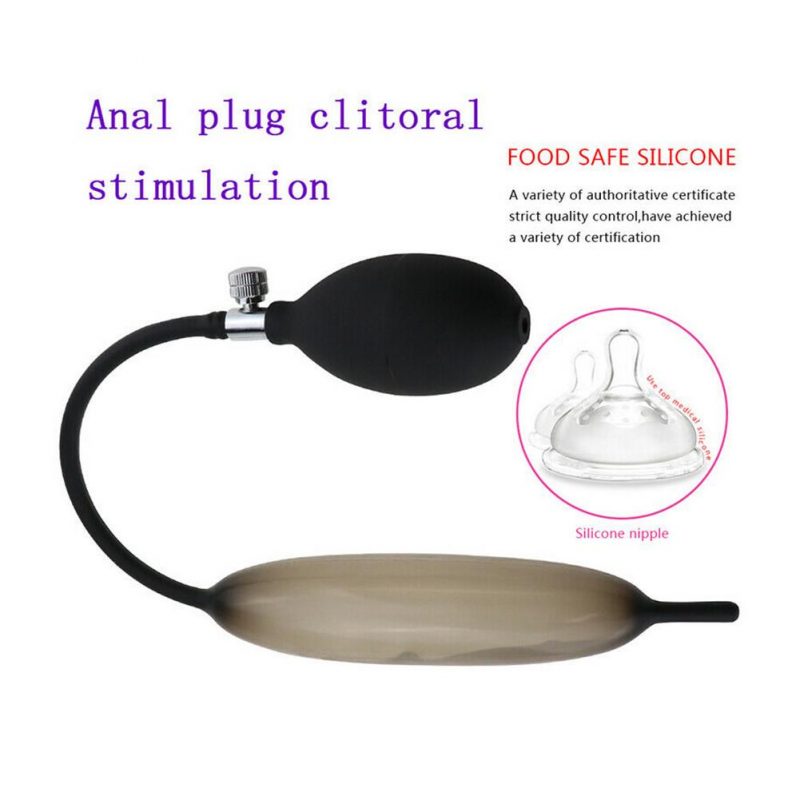 Anal plug clitoral
stimulation
FOOD SAFE SILICONE
A variety of authoritative certificate
strict quality control,have achieved
a variety of certification
Use top medical silicone
Silicone nipple